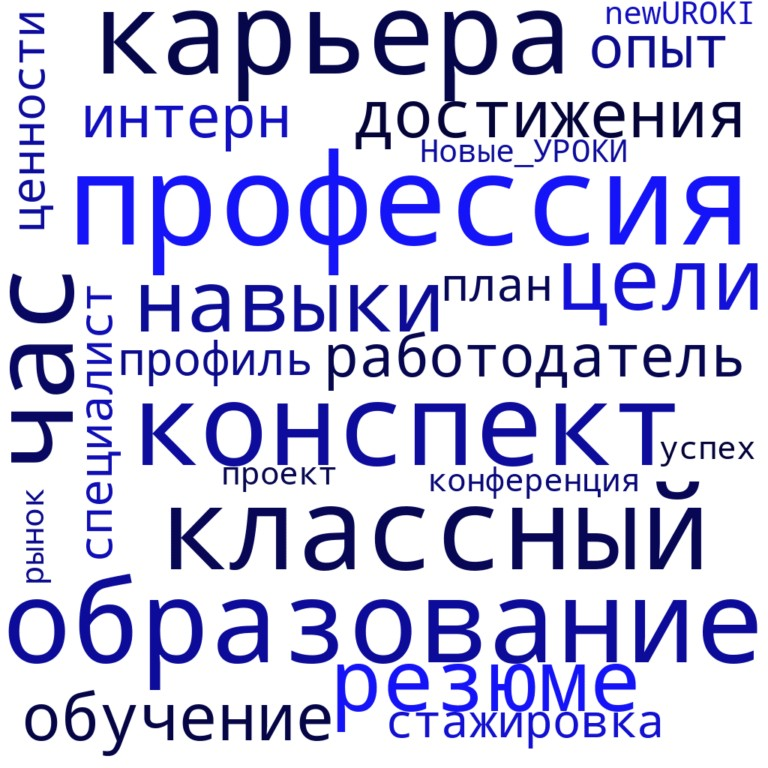 newUROKI
карьера
опыт
ценности
интерн
достижения
Новые_УРОКИ
профессия
цели
план
навыки
час
специалист
профиль
работодатель
конспект
успех
проект
конференция
рынок
классный
образование
резюме
обучение
стажировка